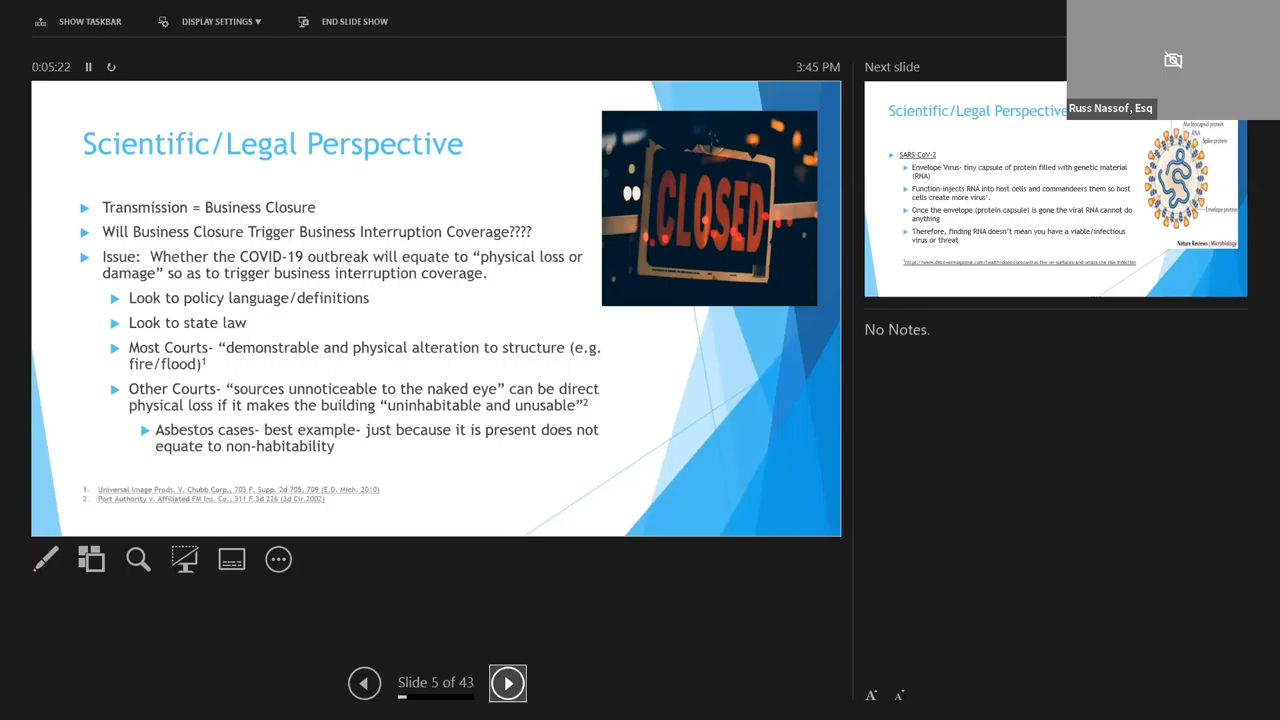 SHOW TASKBAR
DISPLAY SETTINGS
END SLIDE SHOW
0:05:22
3:45 PM
Scientific/Legal Perspective
CLOSED
Transmission = Business Closure
Will Business Closure Trigger Business Interruption Coverage????
Issue: Whether the COVID-19 outbreak will equate to “physical loss or
damage” so as to trigger business interruption coverage.
Look to policy language/definitions
Look to state law
Most Courts- “demonstrable and physical alteration to structure (e.g.
fire/flood)1
Other Courts- “sources unnoticeable to the naked eye” can be direct
physical loss if it makes the building “uninhabitable and unusable”2
Asbestos cases- best example- just because it is present does not
equate to non-habitability
1. Universal Image Prods. V. Chubb Corp., 703 F. Supp. 2d 705, 709 (E.D. Mich. 2010)
2. Port Authority v. Affiliated FM Ins. Co., 311 F.3d 226 (3d Cir.2002)
Slide 5 of 43
Next slide
Russ Nassof, Esq
Scientific/Legal Perspective
Nucleocapsid protein
RNA
Spike protein
SARS-CoV-2
Envelope Virus- tiny capsule of protein filled with genetic material
(RNA)
Function-injects RNA into host cells and commandeers them so host
cells create more virus1.
Once the envelope (protein capsule) is gone the viral RNA cannot do
anything
Envelope protein
Therefore, finding RNA doesn’t mean you have a viable/infectious
virus or threat
Nature Reviews | Microbiology
No Notes.